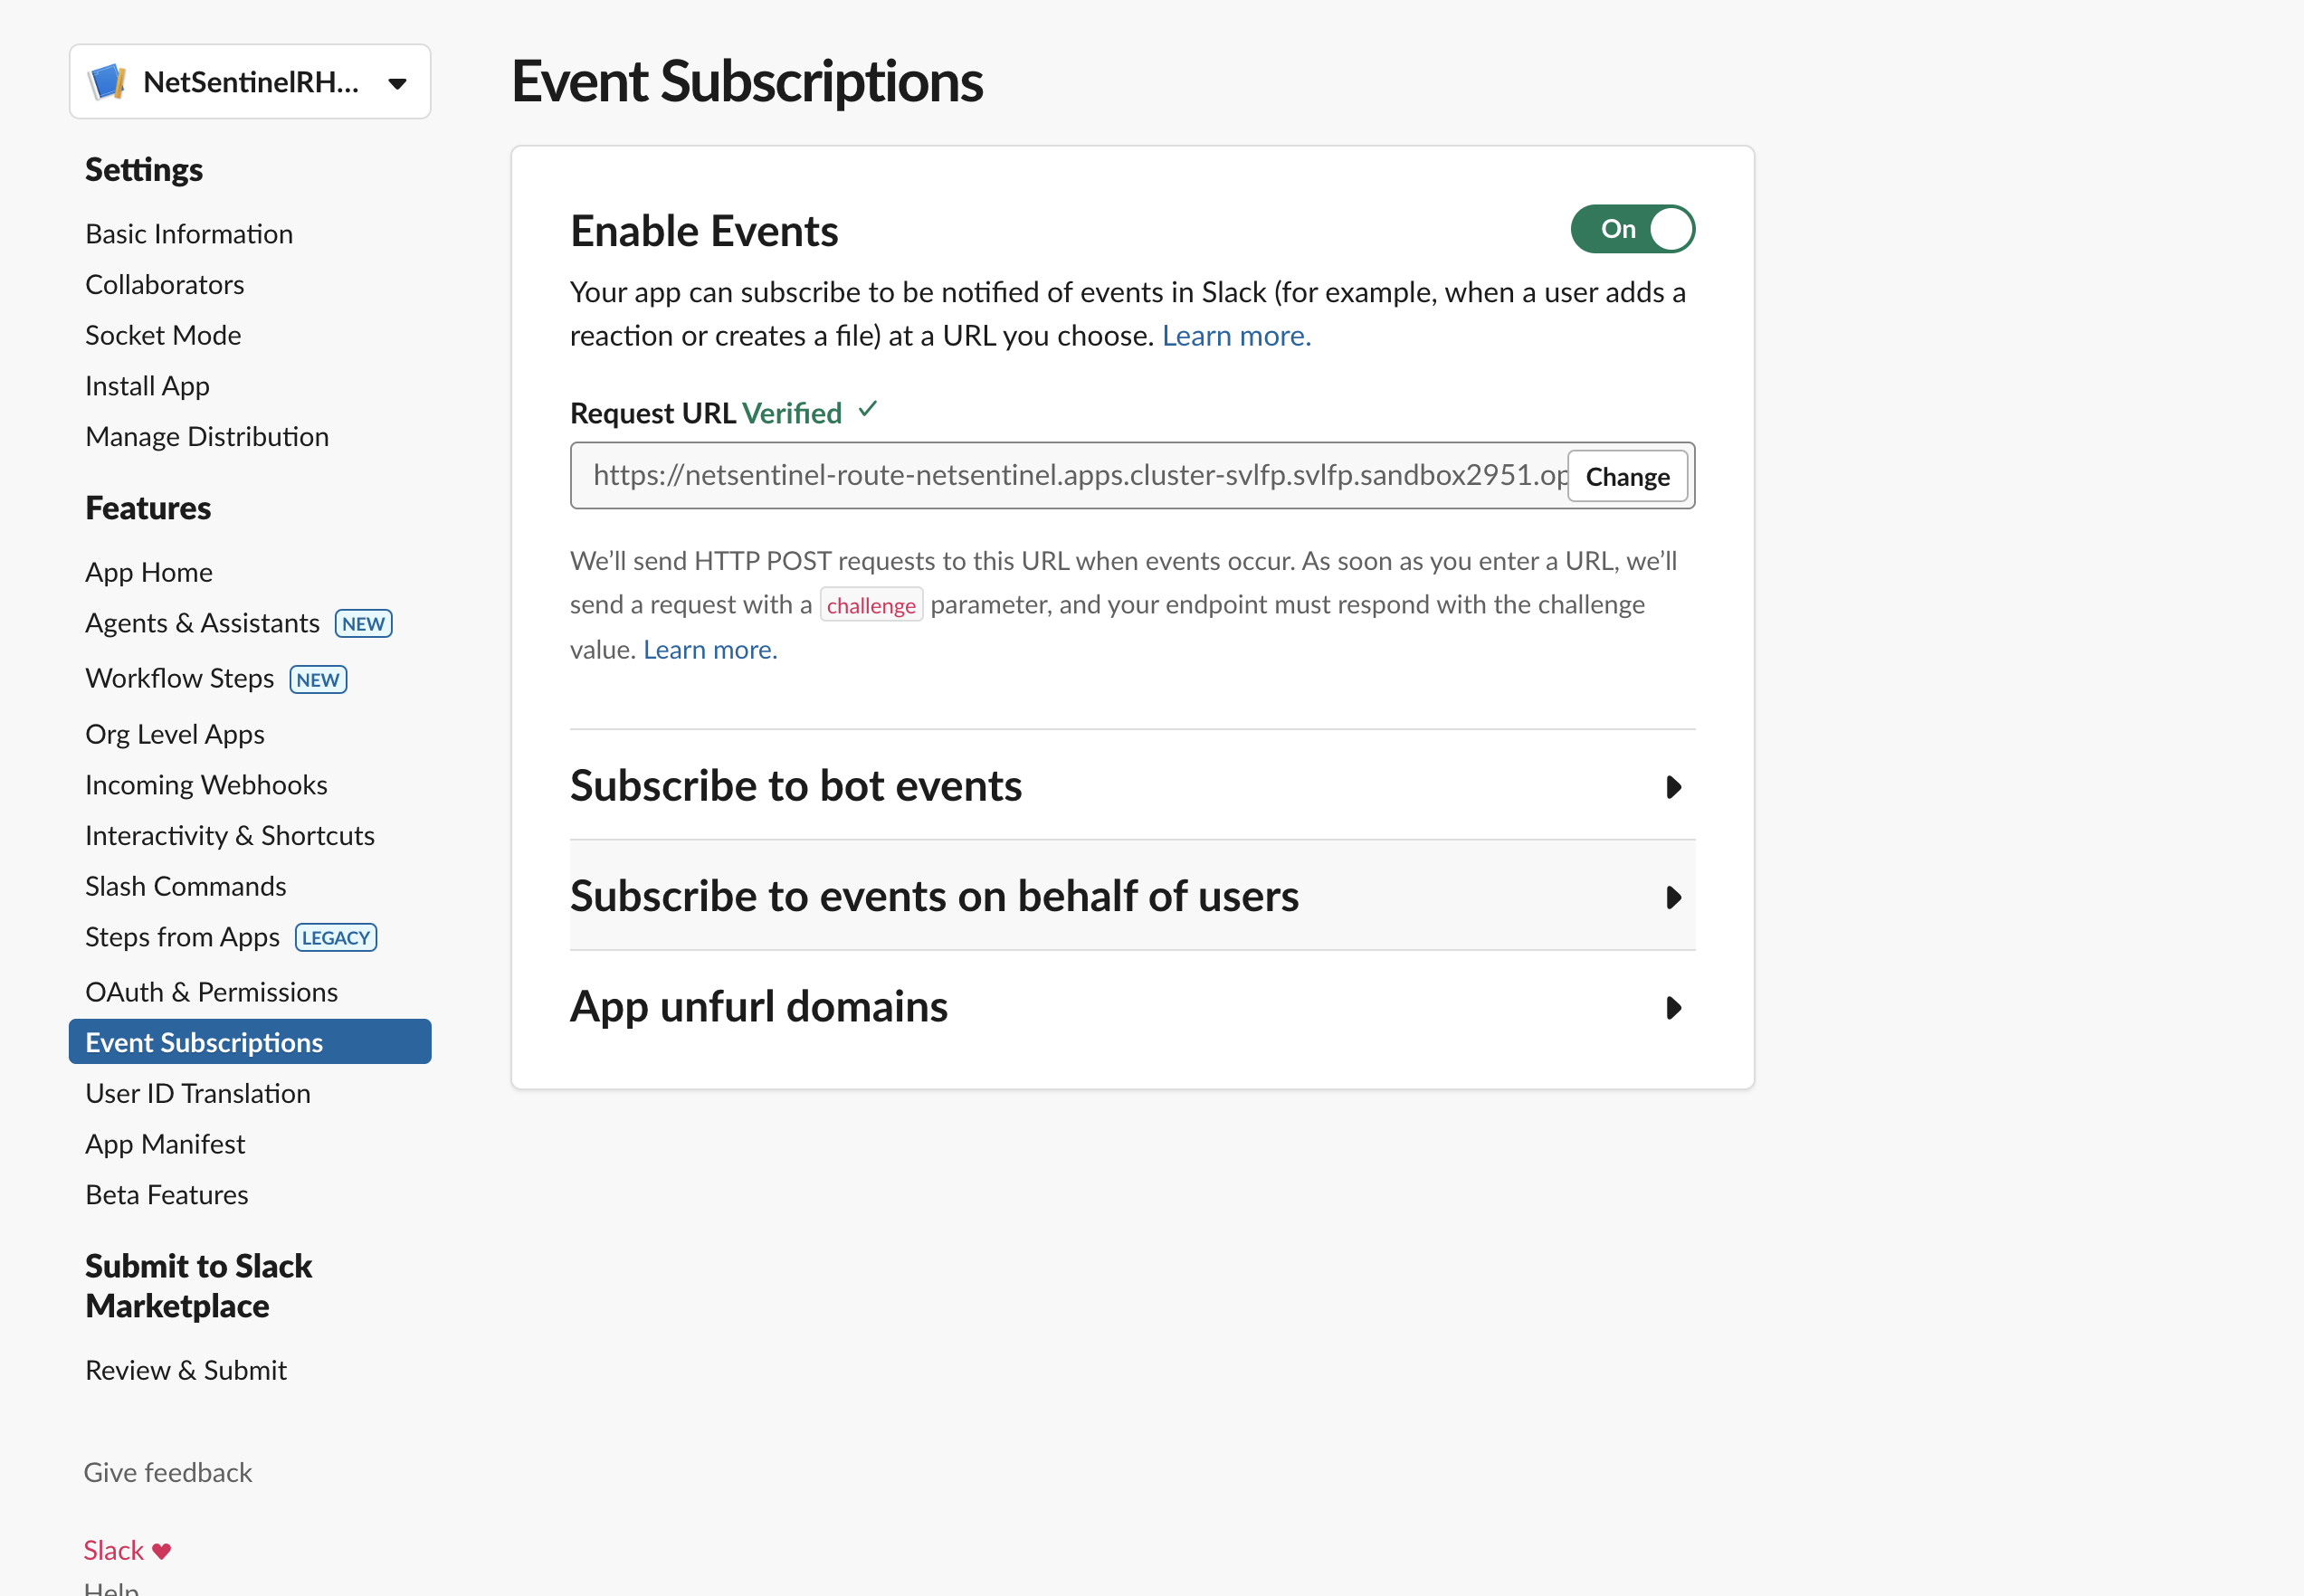 NetSentinelRH...
Settings
Basic Information
Collaborators
Socket Mode
Install App
Manage Distribution
Features
App Home
Agents & Assistants NEW
Workflow Steps NEW
Org Level Apps
Incoming Webhooks
Interactivity & Shortcuts
Slash Commands
Steps from Apps LEGACY
OAuth & Permissions
Event Subscriptions
User ID Translation
App Manifest
Beta Features
Submit to Slack
Marketplace
Review & Submit
Give feedback
Slack ♥
Help
Event Subscriptions
Enable Events
On
Your app can subscribe to be notified of events in Slack (for example, when a user adds a
reaction or creates a file) at a URL you choose. Learn more.
Request URL Verified ✓
https://netsentinel-route-netsentinel.apps.cluster-svlfp.svlfp.sandbox2951.op
Change
We’ll send HTTP POST requests to this URL when events occur. As soon as you enter a URL, we’ll
send a request with a challenge parameter, and your endpoint must respond with the challenge
value. Learn more.
Subscribe to bot events
Subscribe to events on behalf of users
App unfurl domains